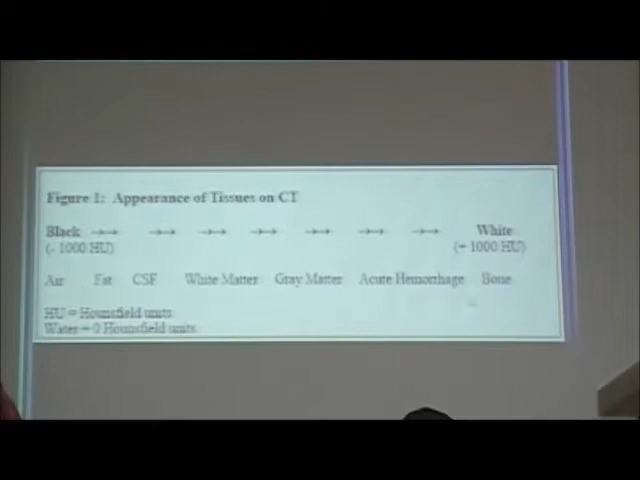 Figure 1: Appearance of Tissues on CT
Black →→ →→ →→ →→ →→ →→ →→ White
(- 1000 HU) (+ 1000 HU)
Air Fat CSF White Matter Gray Matter Acute Hemorrhage Bone
HU = Hounsfield units
Water = 0 Hounsfield units